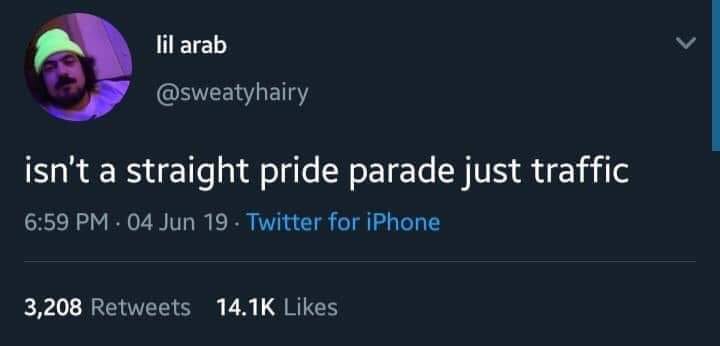 lil arab
@sweatyhairy
isn't a straight pride parade just traffic
6:59 PM · 04 Jun 19 · Twitter for iPhone
3,208 Retweets 14.1K Likes